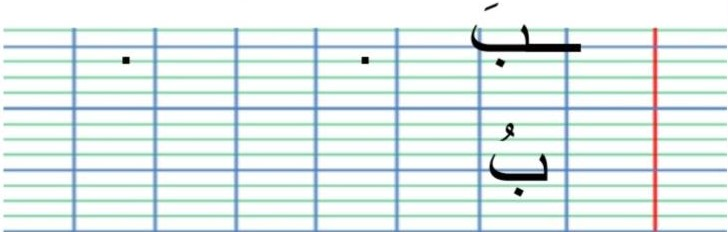 ـبَ . .
بُ